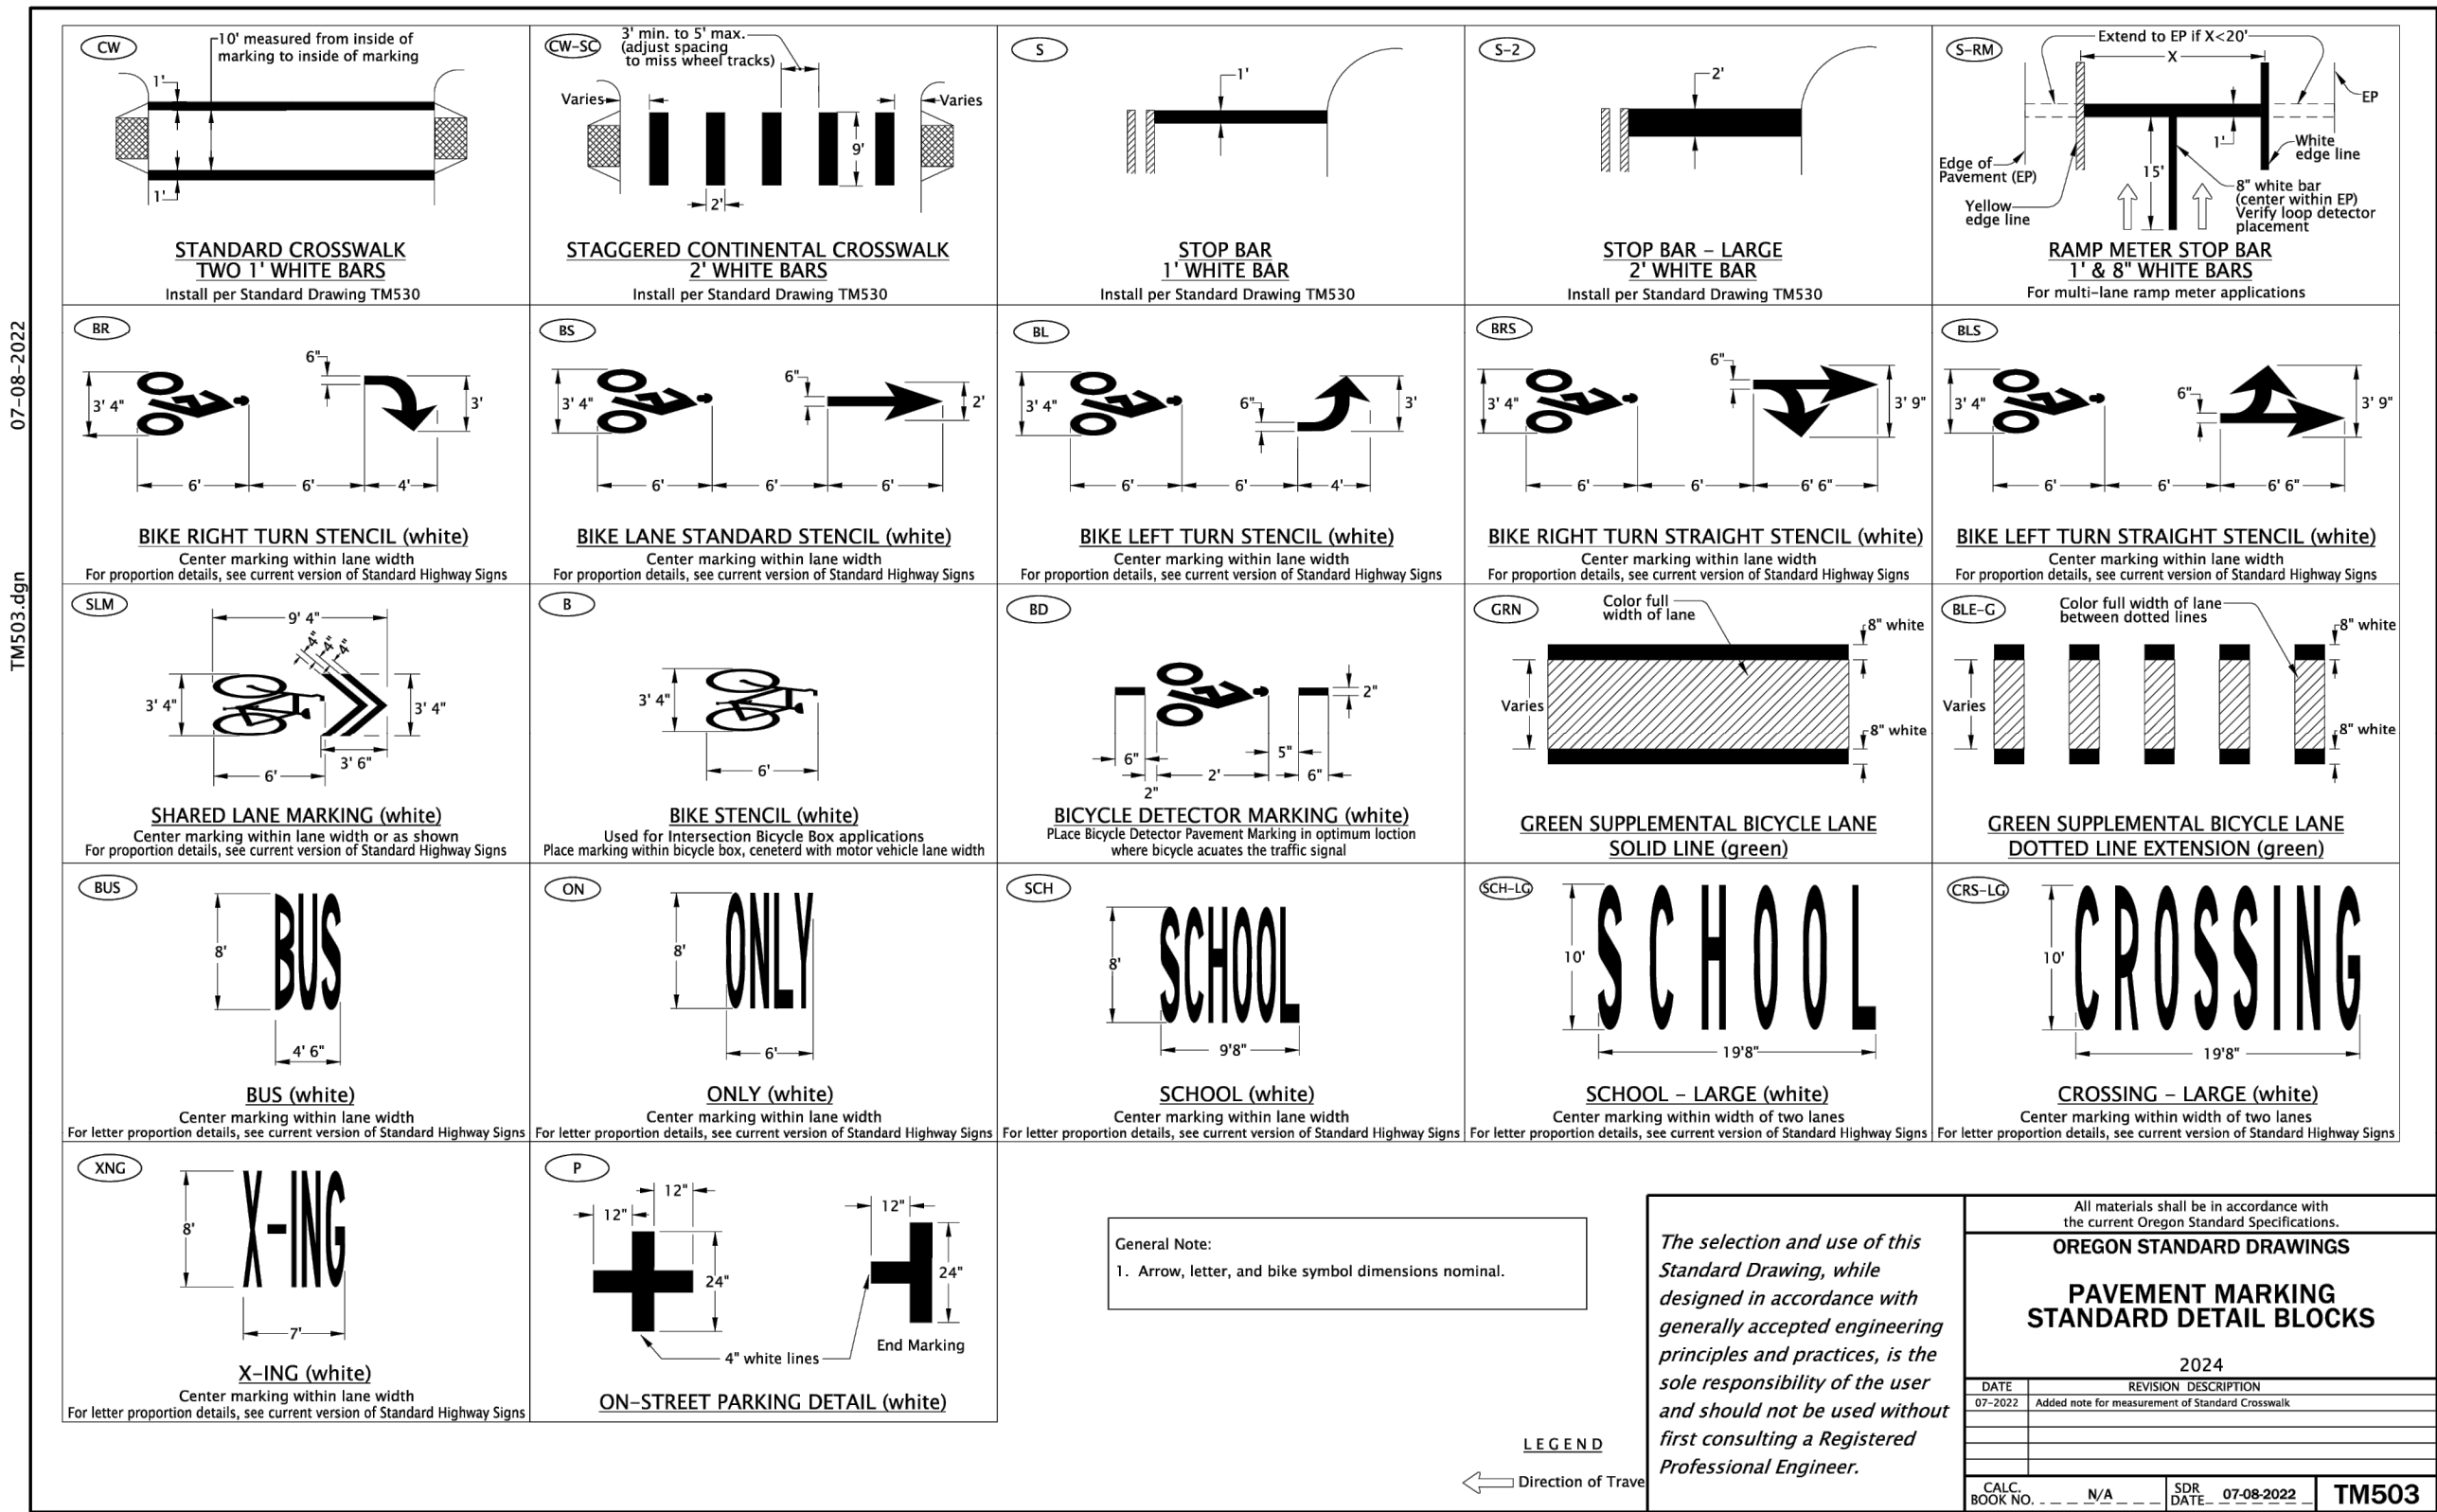 CW
10' measured from inside of
marking to inside of marking
1'
1'
STANDARD CROSSWALK
TWO 1' WHITE BARS
Install per Standard Drawing TM530
CW-SC
3' min. to 5' max.
(adjust spacing
to miss wheel tracks)
Varies
Varies
9'
2'
STAGGERED CONTINENTAL CROSSWALK
2' WHITE BARS
Install per Standard Drawing TM530
S
1'
STOP BAR
1' WHITE BAR
Install per Standard Drawing TM530
S-2
2'
STOP BAR - LARGE
2' WHITE BAR
Install per Standard Drawing TM530
S-RM
Extend to EP if X<20'
X
EP
1'
White
edge line
Edge of
Pavement (EP)
15'
Yellow
edge line
8" white bar
(center within EP)
Verify loop detector
placement
RAMP METER STOP BAR
1' & 8" WHITE BARS
For multi-lane ramp meter applications
BR
6"
3' 4"
3'
6'
6'
4'
BIKE RIGHT TURN STENCIL (white)
Center marking within lane width
For proportion details, see current version of Standard Highway Signs
BS
6"
3' 4"
2'
6'
6'
6'
BIKE LANE STANDARD STENCIL (white)
Center marking within lane width
For proportion details, see current version of Standard Highway Signs
BL
6"
3' 4"
3'
6'
6'
4'
BIKE LEFT TURN STENCIL (white)
Center marking within lane width
For proportion details, see current version of Standard Highway Signs
BRS
6"
3' 4"
3' 9"
6'
6'
6' 6"
BIKE RIGHT TURN STRAIGHT STENCIL (white)
Center marking within lane width
For proportion details, see current version of Standard Highway Signs
BLS
6"
3' 4"
3' 9"
6'
6'
6' 6"
BIKE LEFT TURN STRAIGHT STENCIL (white)
Center marking within lane width
For proportion details, see current version of Standard Highway Signs
SLM
9' 4"
4"
4"
4"
3' 4"
3' 4"
3' 6"
6'
SHARED LANE MARKING (white)
Center marking within lane width or as shown
For proportion details, see current version of Standard Highway Signs
B
3' 4"
6'
BIKE STENCIL (white)
Used for Intersection Bicycle Box applications
Place marking within bicycle box, ceneterd with motor vehicle lane width
BD
2"
6"
5"
2'
6"
2"
BICYCLE DETECTOR MARKING (white)
PLace Bicycle Detector Pavement Marking in optimum loction
where bicycle acuates the traffic signal
GRN
Color full
width of lane
8" white
Varies
8" white
GREEN SUPPLEMENTAL BICYCLE LANE
SOLID LINE (green)
BLE-G
Color full width of lane
between dotted lines
8" white
Varies
8" white
GREEN SUPPLEMENTAL BICYCLE LANE
DOTTED LINE EXTENSION (green)
BUS
8'
BUS
4' 6"
BUS (white)
Center marking within lane width
For letter proportion details, see current version of Standard Highway Signs
ON
8'
ONLY
6'
ONLY (white)
Center marking within lane width
For letter proportion details, see current version of Standard Highway Signs
SCH
8'
SCHOOL
9'8"
SCHOOL (white)
Center marking within lane width
For letter proportion details, see current version of Standard Highway Signs
SCH-LG
10'
SCHOOL
19'8"
SCHOOL - LARGE (white)
Center marking within width of two lanes
For letter proportion details, see current version of Standard Highway Signs
CRS-LG
10'
CROSSING
19'8"
CROSSING - LARGE (white)
Center marking within width of two lanes
For letter proportion details, see current version of Standard Highway Signs
XNG
8'
X-ING
7'
X-ING (white)
Center marking within lane width
For letter proportion details, see current version of Standard Highway Signs
P
12"
12"
24"
12"
24"
End Marking
4" white lines
ON-STREET PARKING DETAIL (white)
General Note:
1. Arrow, letter, and bike symbol dimensions nominal.
LEGEND
Direction of Trave
The selection and use of this
Standard Drawing, while
designed in accordance with
generally accepted engineering
principles and practices, is the
sole responsibility of the user
and should not be used without
first consulting a Registered
Professional Engineer.
All materials shall be in accordance with
the current Oregon Standard Specifications.
OREGON STANDARD DRAWINGS
PAVEMENT MARKING
STANDARD DETAIL BLOCKS
2024
DATE REVISION DESCRIPTION
07-2022 Added note for measurement of Standard Crosswalk
CALC.
BOOK NO. N/A
SDR
DATE 07-08-2022
TM503
TM503.dgn 07-08-2022